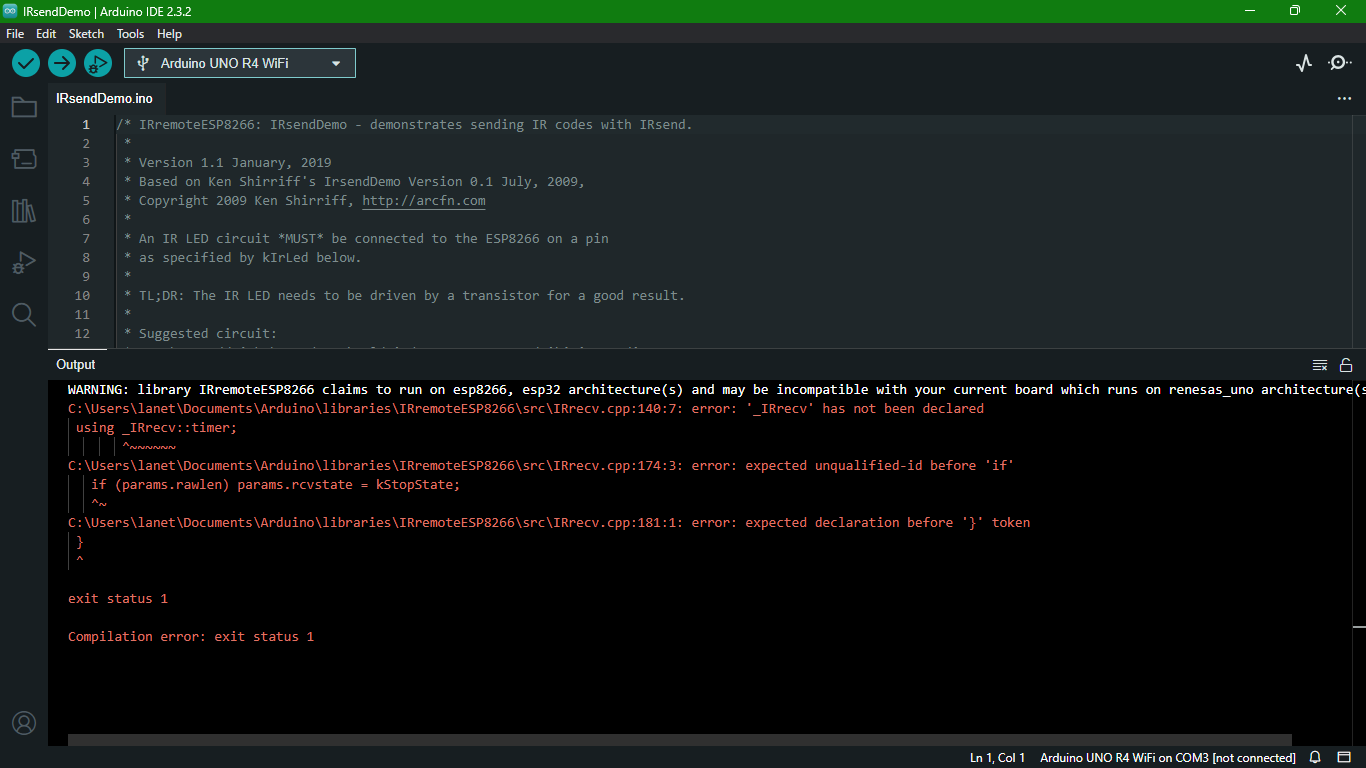 IRsendDemo | Arduino IDE 2.3.2
File Edit Sketch Tools Help
Arduino UNO R4 WiFi
IRsendDemo.ino
1 /* IRremoteESP8266: IRsendDemo - demonstrates sending IR codes with IRsend.
2 *
3 * Version 1.1 January, 2019
4 * Based on Ken Shirriff's IrsendDemo Version 0.1 July, 2009,
5 * Copyright 2009 Ken Shirriff, http://arcfn.com
6 *
7 * An IR LED circuit *MUST* be connected to the ESP8266 on a pin
8 * as specified by kIrLed below.
9 *
10 * TL;DR: The IR LED needs to be driven by a transistor for a good result.
11 *
12 * Suggested circuit:
Output
WARNING: library IRremoteESP8266 claims to run on esp8266, esp32 architecture(s) and may be incompatible with your current board which runs on renesas_uno architecture(s
C:\Users\lanet\Documents\Arduino\libraries\IRremoteESP8266\src\IRrecv.cpp:140:7: error: '_IRrecv' has not been declared
using _IRrecv::timer;
^~~~~~~
C:\Users\lanet\Documents\Arduino\libraries\IRremoteESP8266\src\IRrecv.cpp:174:3: error: expected unqualified-id before 'if'
if (params.rawlen) params.rcvstate = kStopState;
^~
C:\Users\lanet\Documents\Arduino\libraries\IRremoteESP8266\src\IRrecv.cpp:181:1: error: expected declaration before '}' token
}
^
exit status 1
Compilation error: exit status 1
Ln 1, Col 1 Arduino UNO R4 WiFi on COM3 [not connected]